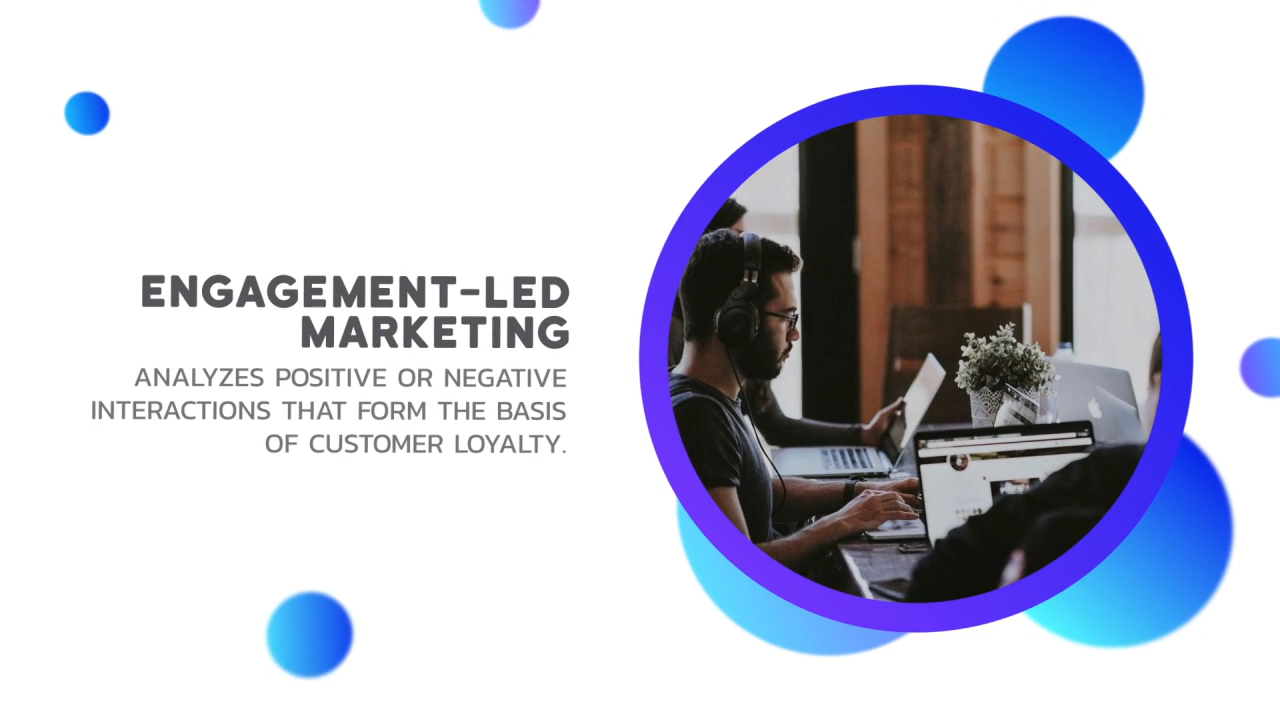 ENGAGEMENT-LED
MARKETING
ANALYZES POSITIVE OR NEGATIVE
INTERACTIONS THAT FORM THE BASIS
OF CUSTOMER LOYALTY.